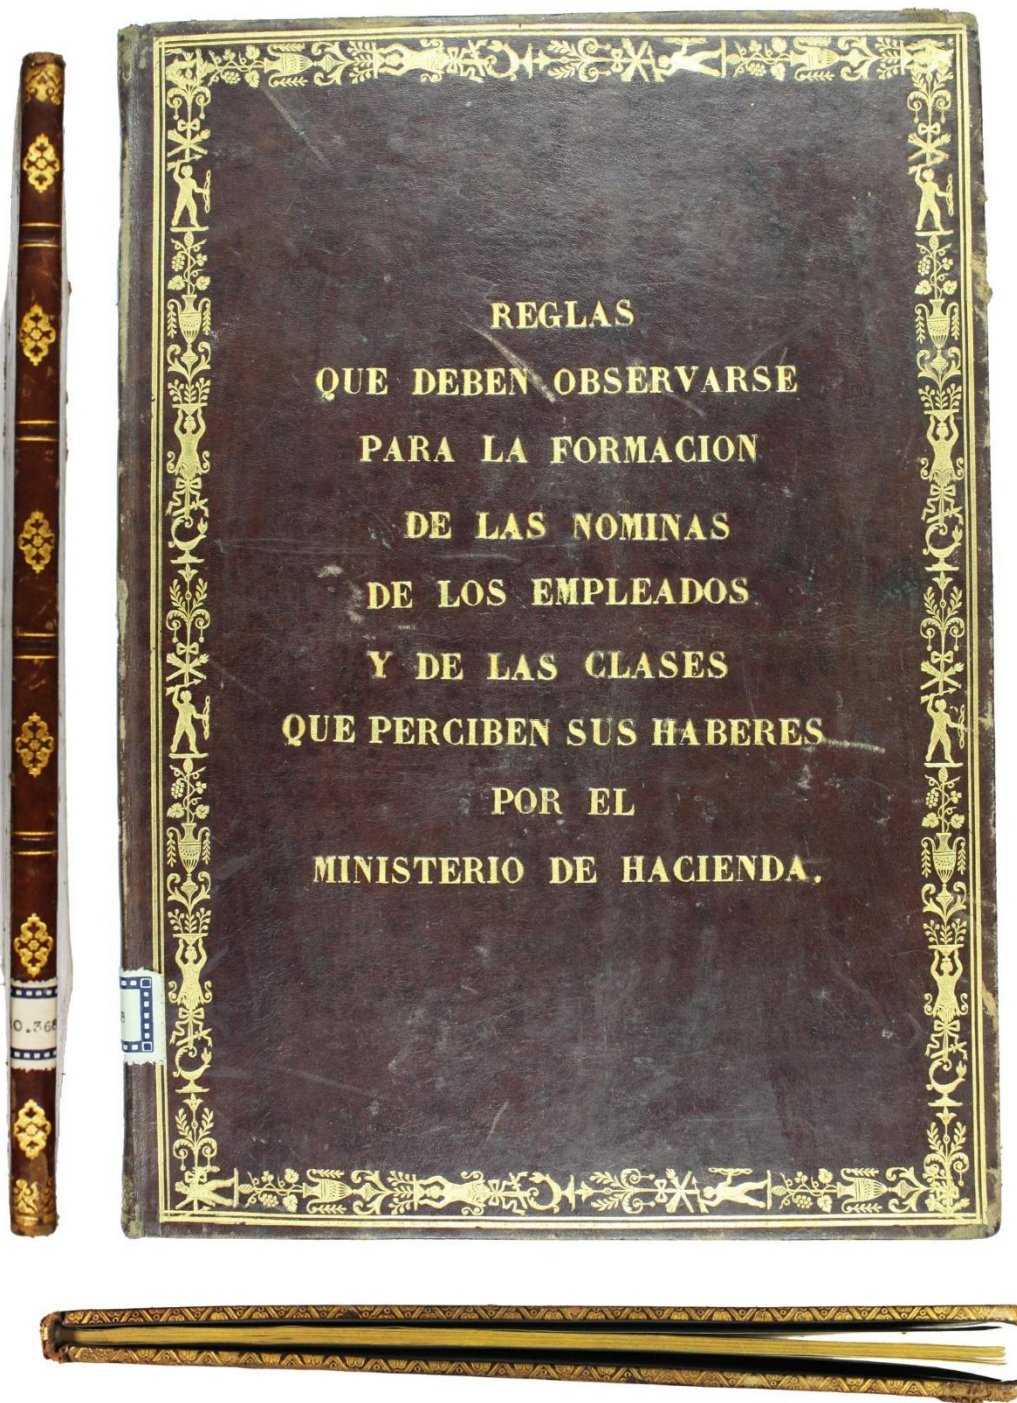 REGLAS
QUE DEBEN OBSERVARSE
PARA LA FORMACION
DE LAS NOMINAS
DE LOS EMPLEADOS
Y DE LAS CLASES
QUE PERCIBEN SUS HABERES
POR EL
MINISTERIO DE HACIENDA.